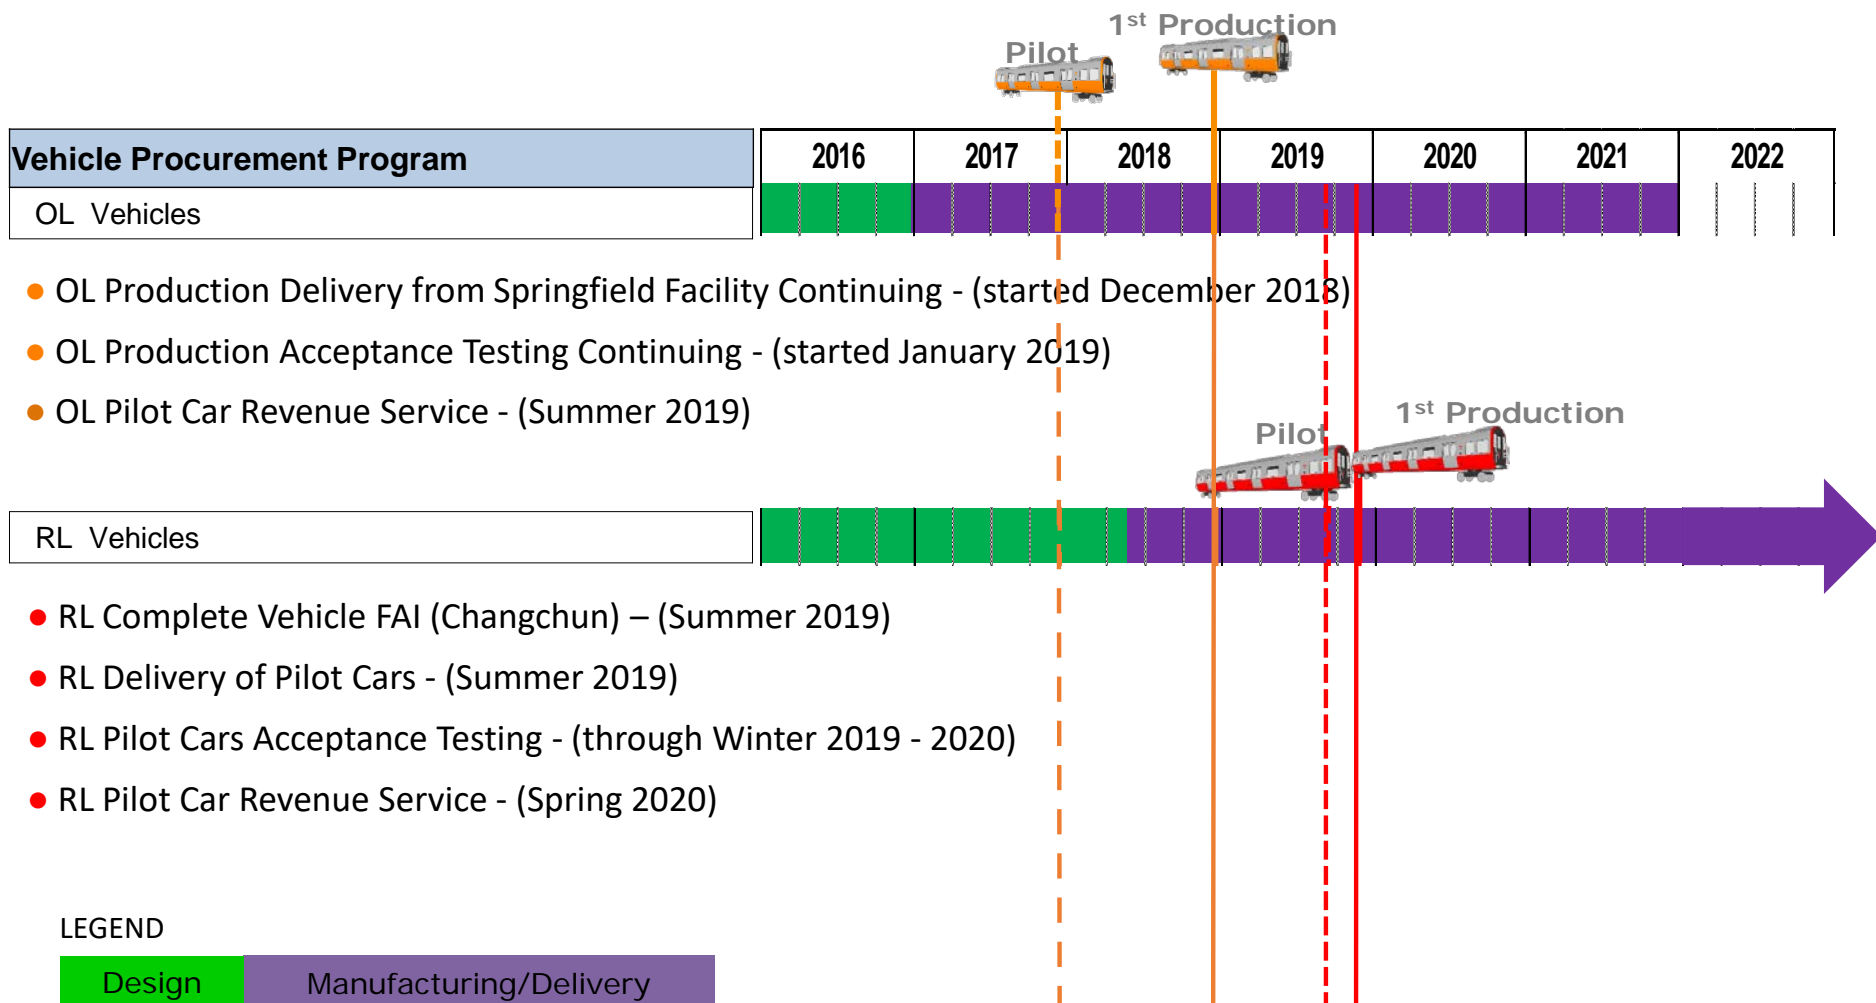 1st Production
Pilot
Vehicle Procurement Program 2016 2017 2018 2019 2020 2021 2022
OL Vehicles
• OL Production Delivery from Springfield Facility Continuing - (started December 2018)
• OL Production Acceptance Testing Continuing - (started January 2019)
• OL Pilot Car Revenue Service - (Summer 2019)
1st Production
Pilot
RL Vehicles
• RL Complete Vehicle FAI (Changchun) – (Summer 2019)
• RL Delivery of Pilot Cars - (Summer 2019)
• RL Pilot Cars Acceptance Testing - (through Winter 2019 - 2020)
• RL Pilot Car Revenue Service - (Spring 2020)
LEGEND
Design Manufacturing/Delivery